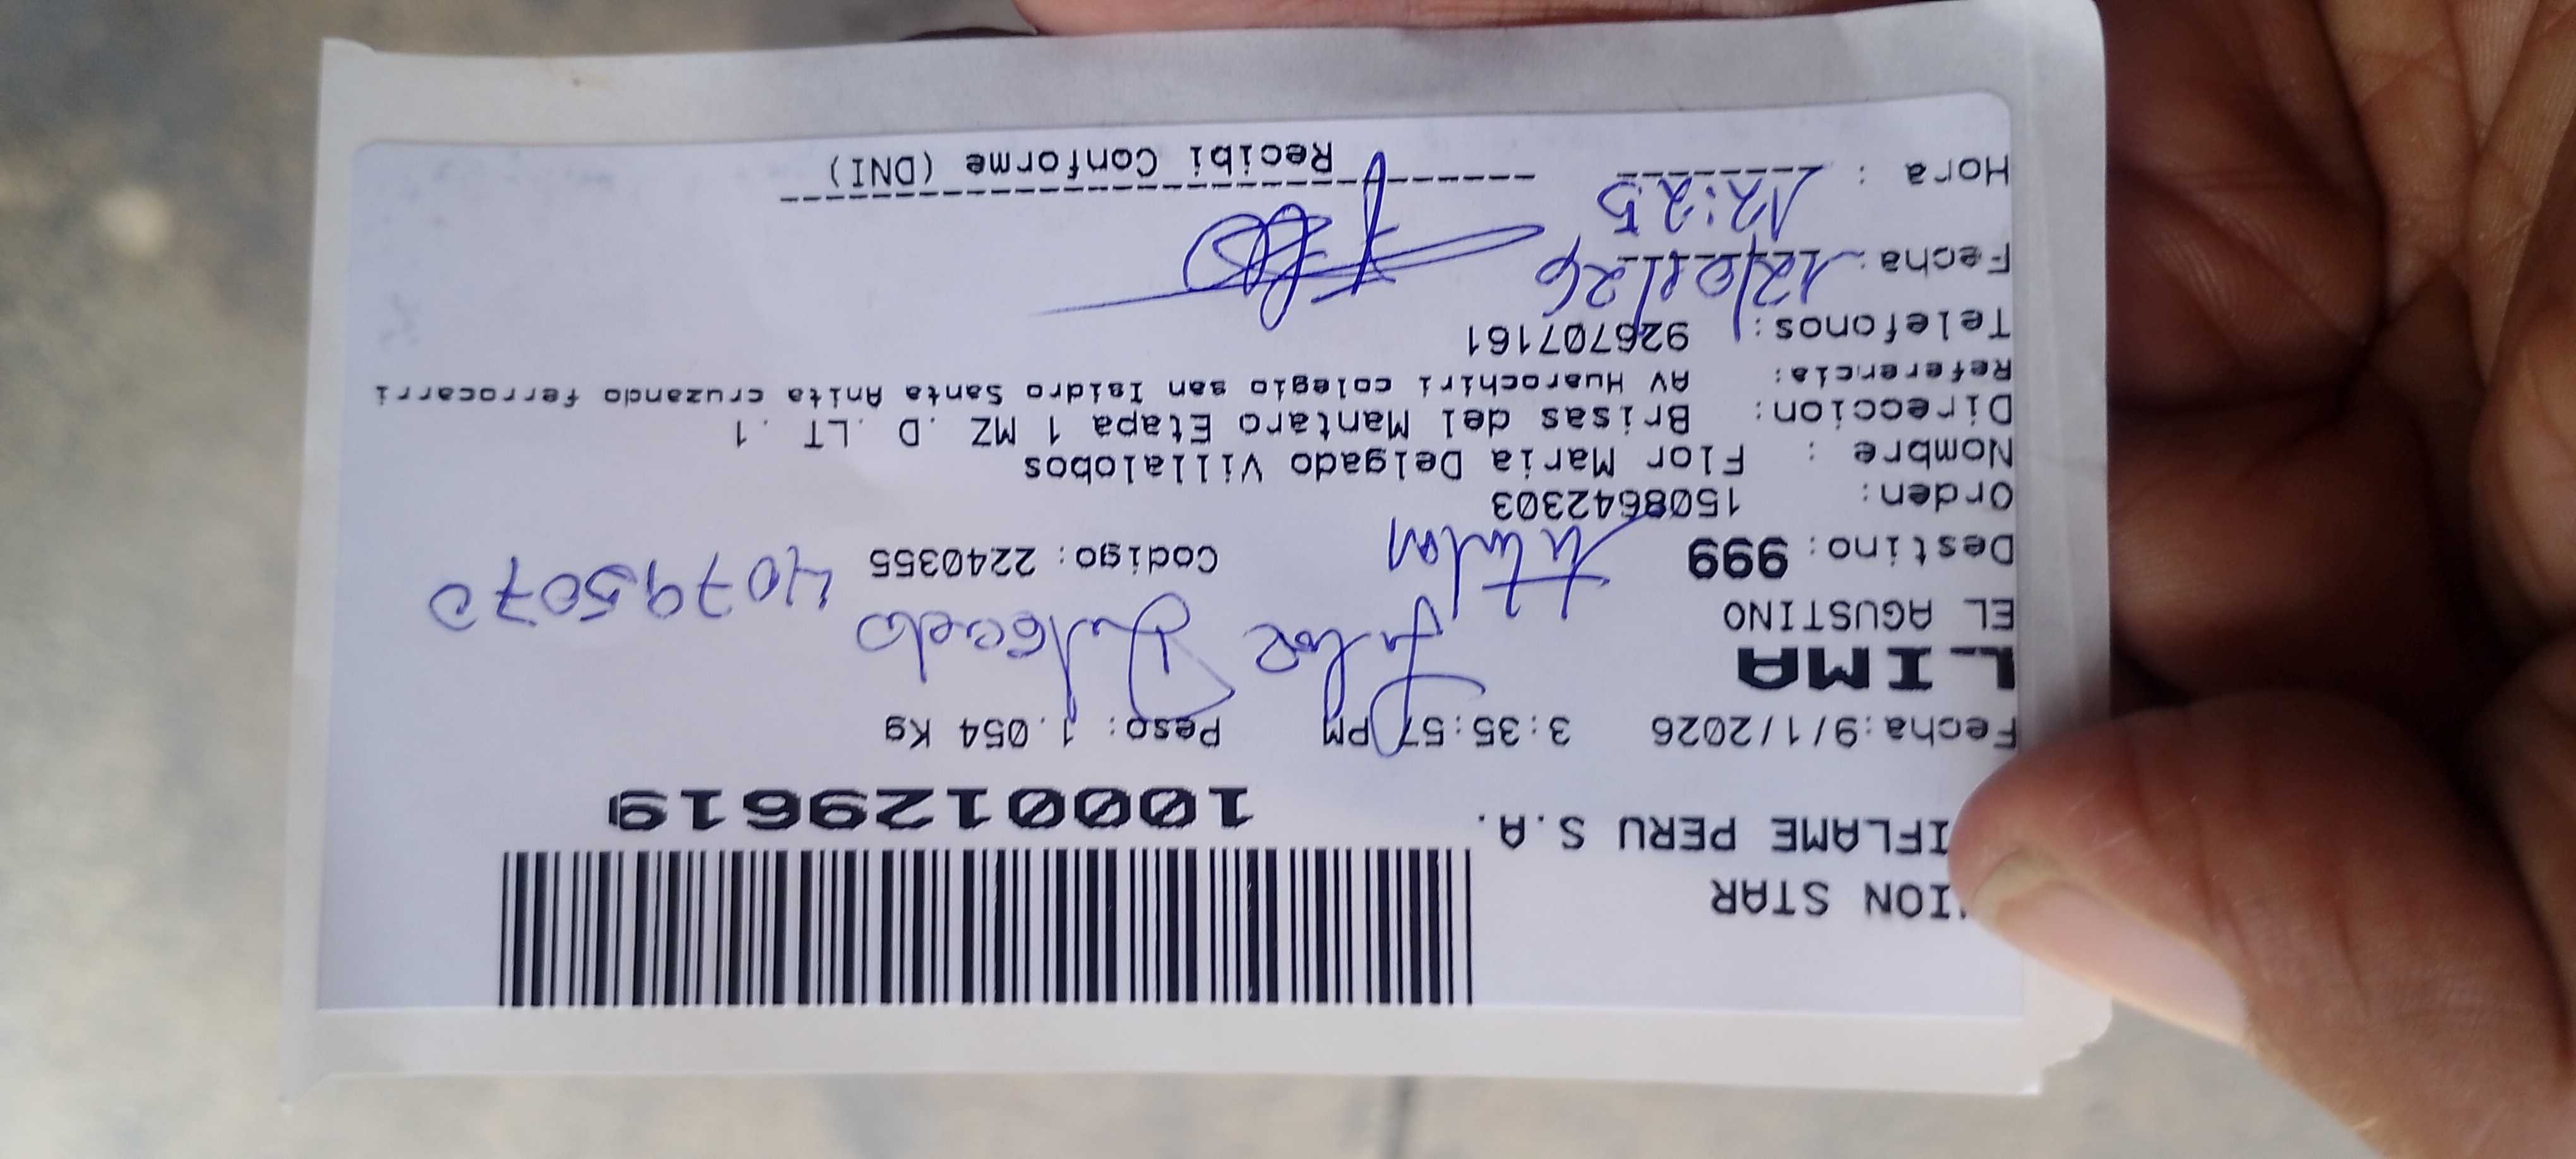 ION STAR
IFLAME PERU S.A.
1000129619
Fecha:9/1/2026 3:35:57 PM Peso: 1.054 Kg
LIMA
EL AGUSTINO
Destino: 999 Codigo: 2240355
Titular
40795070
Orden: 1508642303
Nombre : Flor Maria Delgado Villalobos
Direccion: Brisas del Mantaro Etapa 1 MZ .D .LT .1
Referencia: AV Huarochiri colegio san Isidro Santa Anita cruzando ferrocarri
Telefonos: 926707161
Fecha: 12/01/26
Hora : 12:25
Recibi Conforme (DNI)